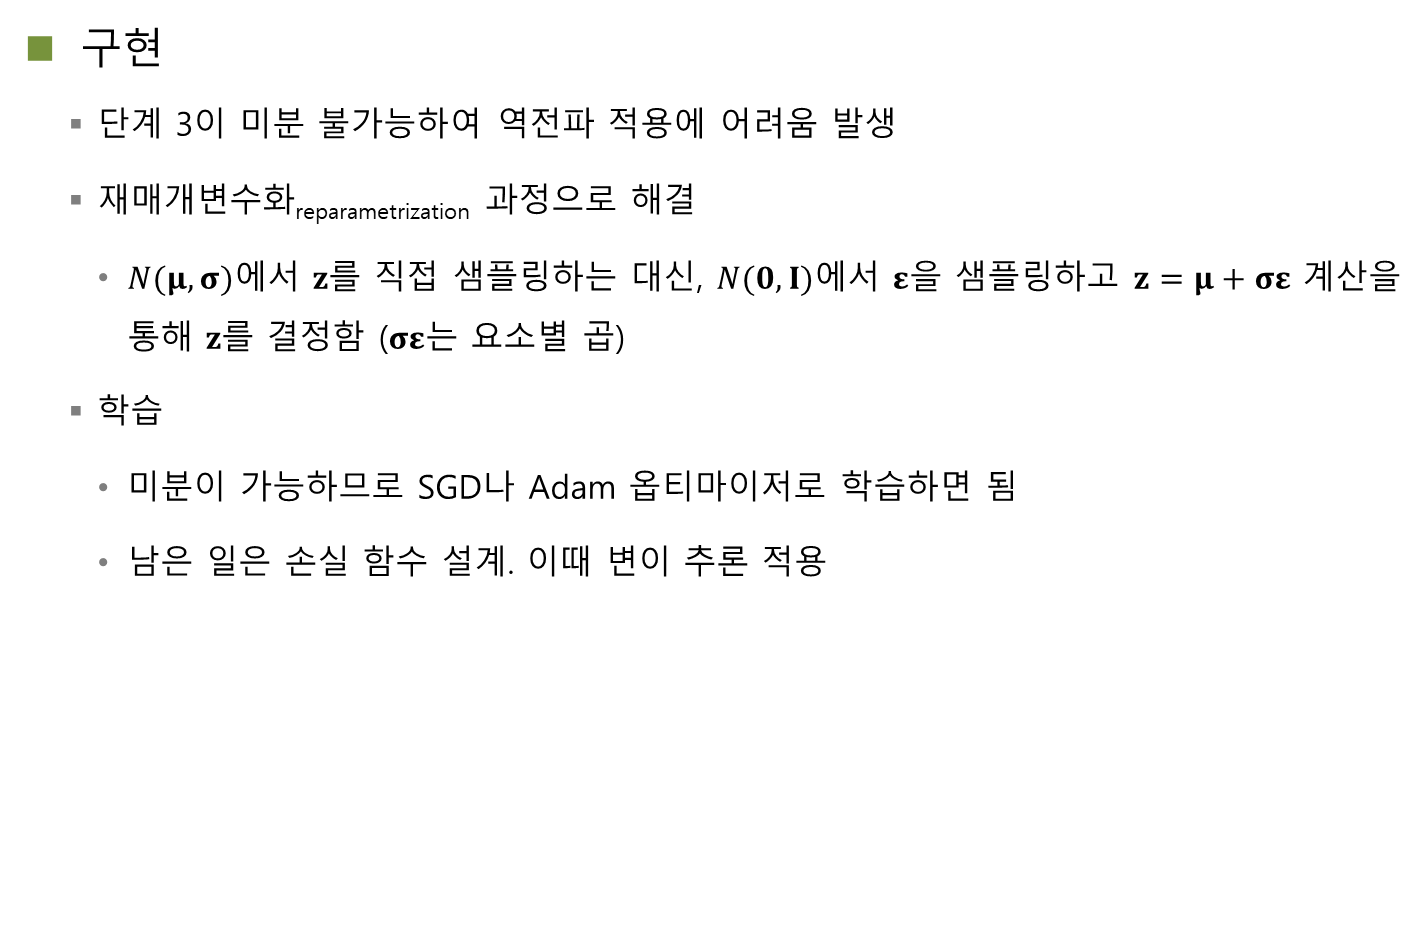 구현
단계 3이 미분 불가능하여 역전파 적용에 어려움 발생
재매개변수화reparametrization 과정으로 해결
N(μ, σ)에서 z를 직접 샘플링하는 대신, N(0, I)에서 ε을 샘플링하고 z = μ + σε 계산을
통해 z를 결정함 (σε는 요소별 곱)
학습
미분이 가능하므로 SGD나 Adam 옵티마이저로 학습하면 됨
남은 일은 손실 함수 설계. 이때 변이 추론 적용